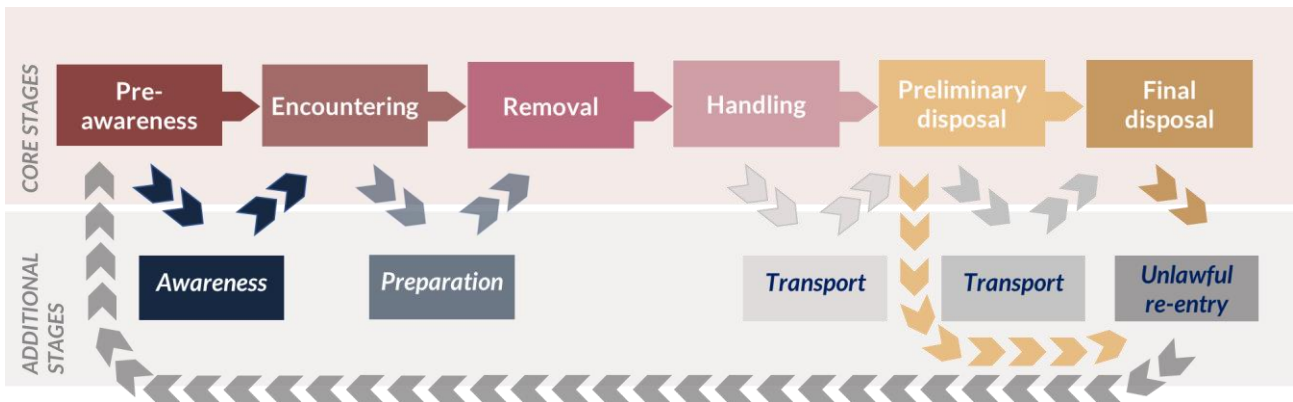 CORE STAGES
Pre-
awareness
Encountering
Removal
Handling
Preliminary
disposal
Final
disposal
ADDITIONAL
STAGES
Awareness
Preparation
Transport
Transport
Unlawful
re-entry